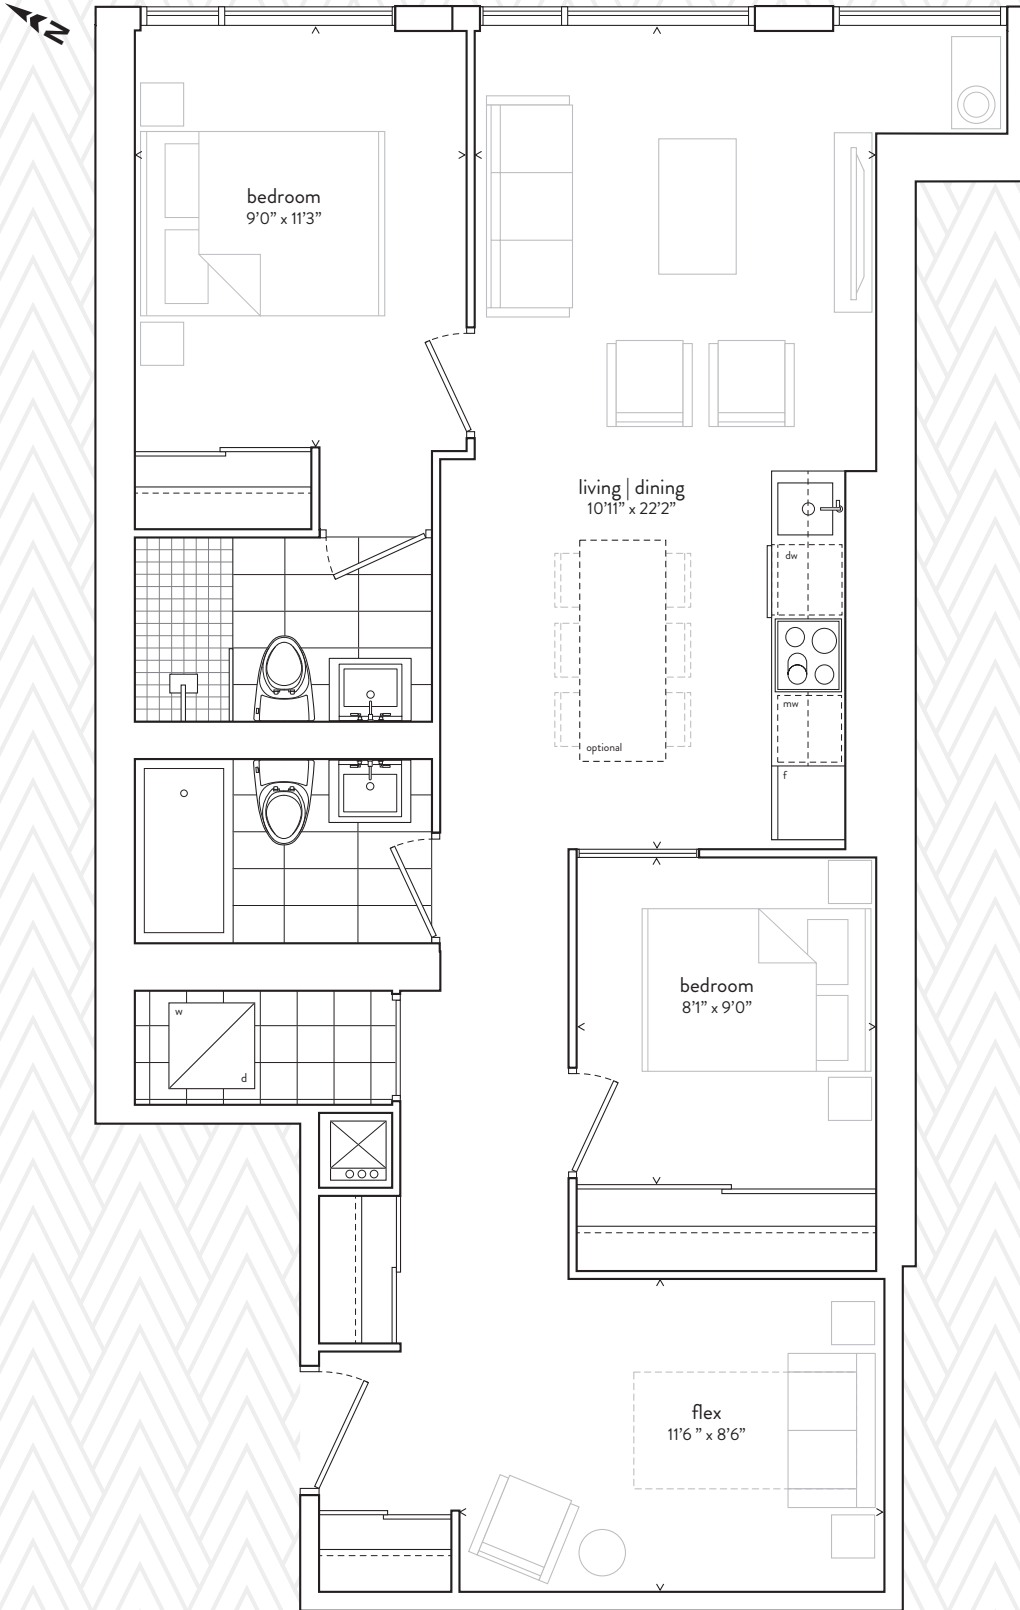 N
bedroom
9’0” x 11’3”
living | dining
10’11” x 22’2”
dw
mw
optional
f
bedroom
8’1” x 9’0”
w
d
flex
11’6 ” x 8’6”